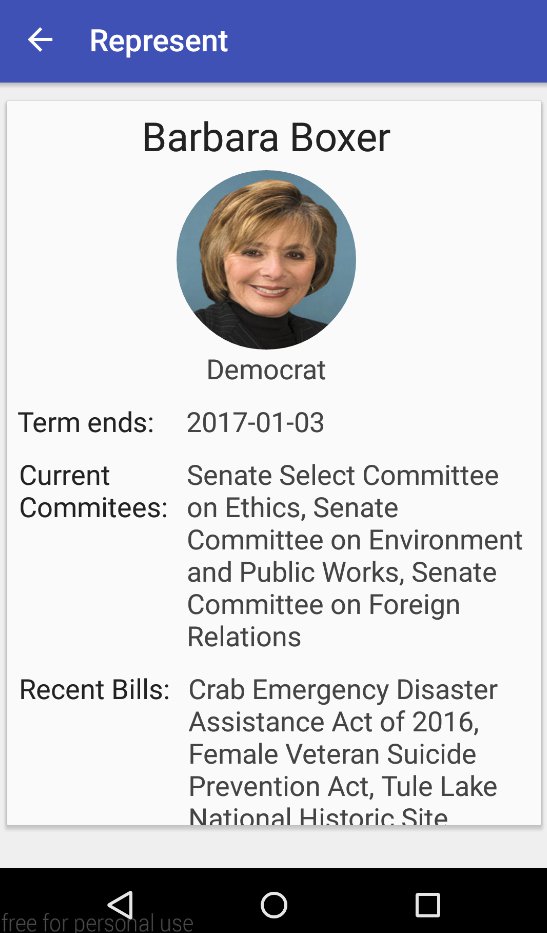 Represent
Barbara Boxer
Democrat
Term ends: 2017-01-03
Current Commitees:
Senate Select Committee
on Ethics, Senate
Committee on Environment
and Public Works, Senate
Committee on Foreign
Relations
Recent Bills:
Crab Emergency Disaster
Assistance Act of 2016,
Female Veteran Suicide
Prevention Act, Tule Lake
National Historic Site
free for personal use